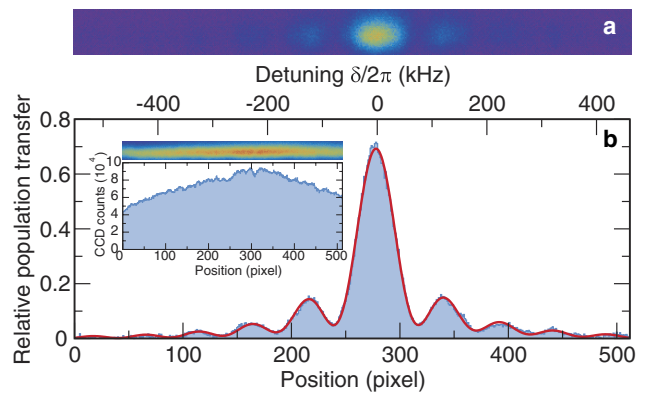 a
Detuning δ/2π (kHz)
-400 -200 0 200 400
b
Relative population transfer
0.8
0.6
0.4
0.2
0
CCD counts (10^4)
10
8
6
4
2
0
0 100 200 300 400 500
Position (pixel)
0 100 200 300 400 500
Position (pixel)